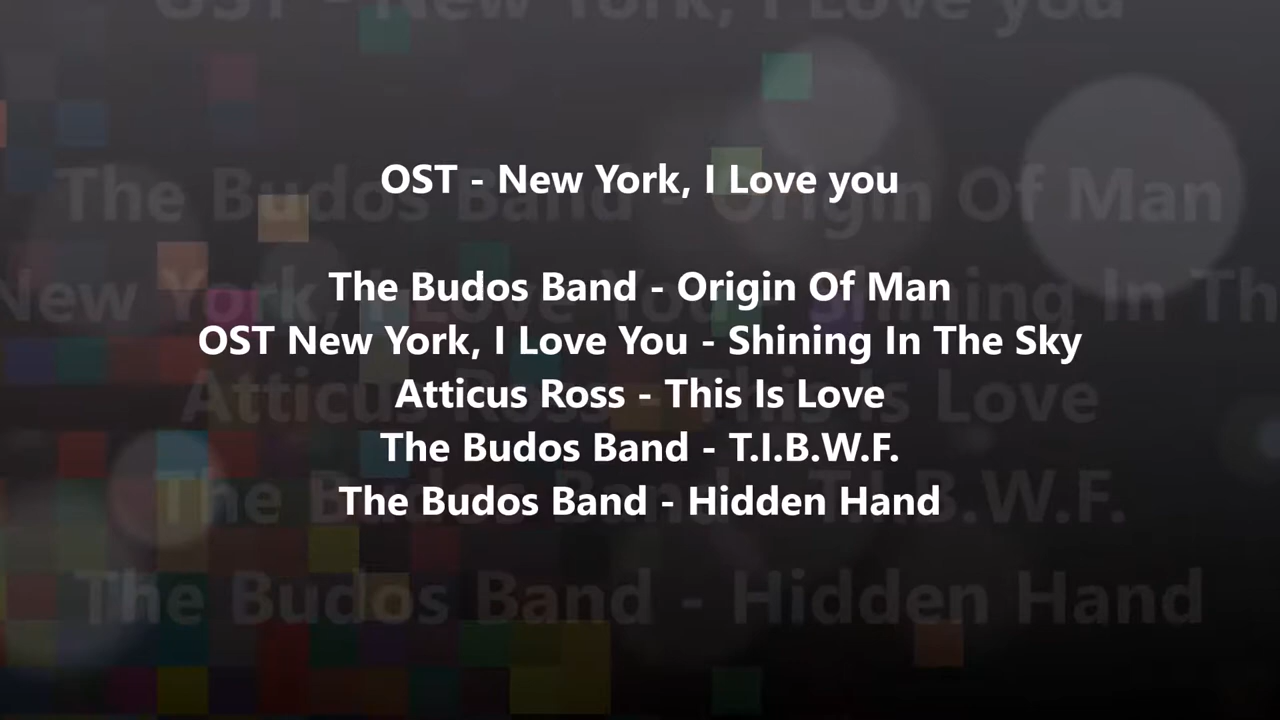 OST - New York, I Love you
The Budos Band - Origin Of Man
OST New York, I Love You - Shining In The Sky
Atticus Ross - This Is Love
The Budos Band - T.I.B.W.F.
The Budos Band - Hidden Hand